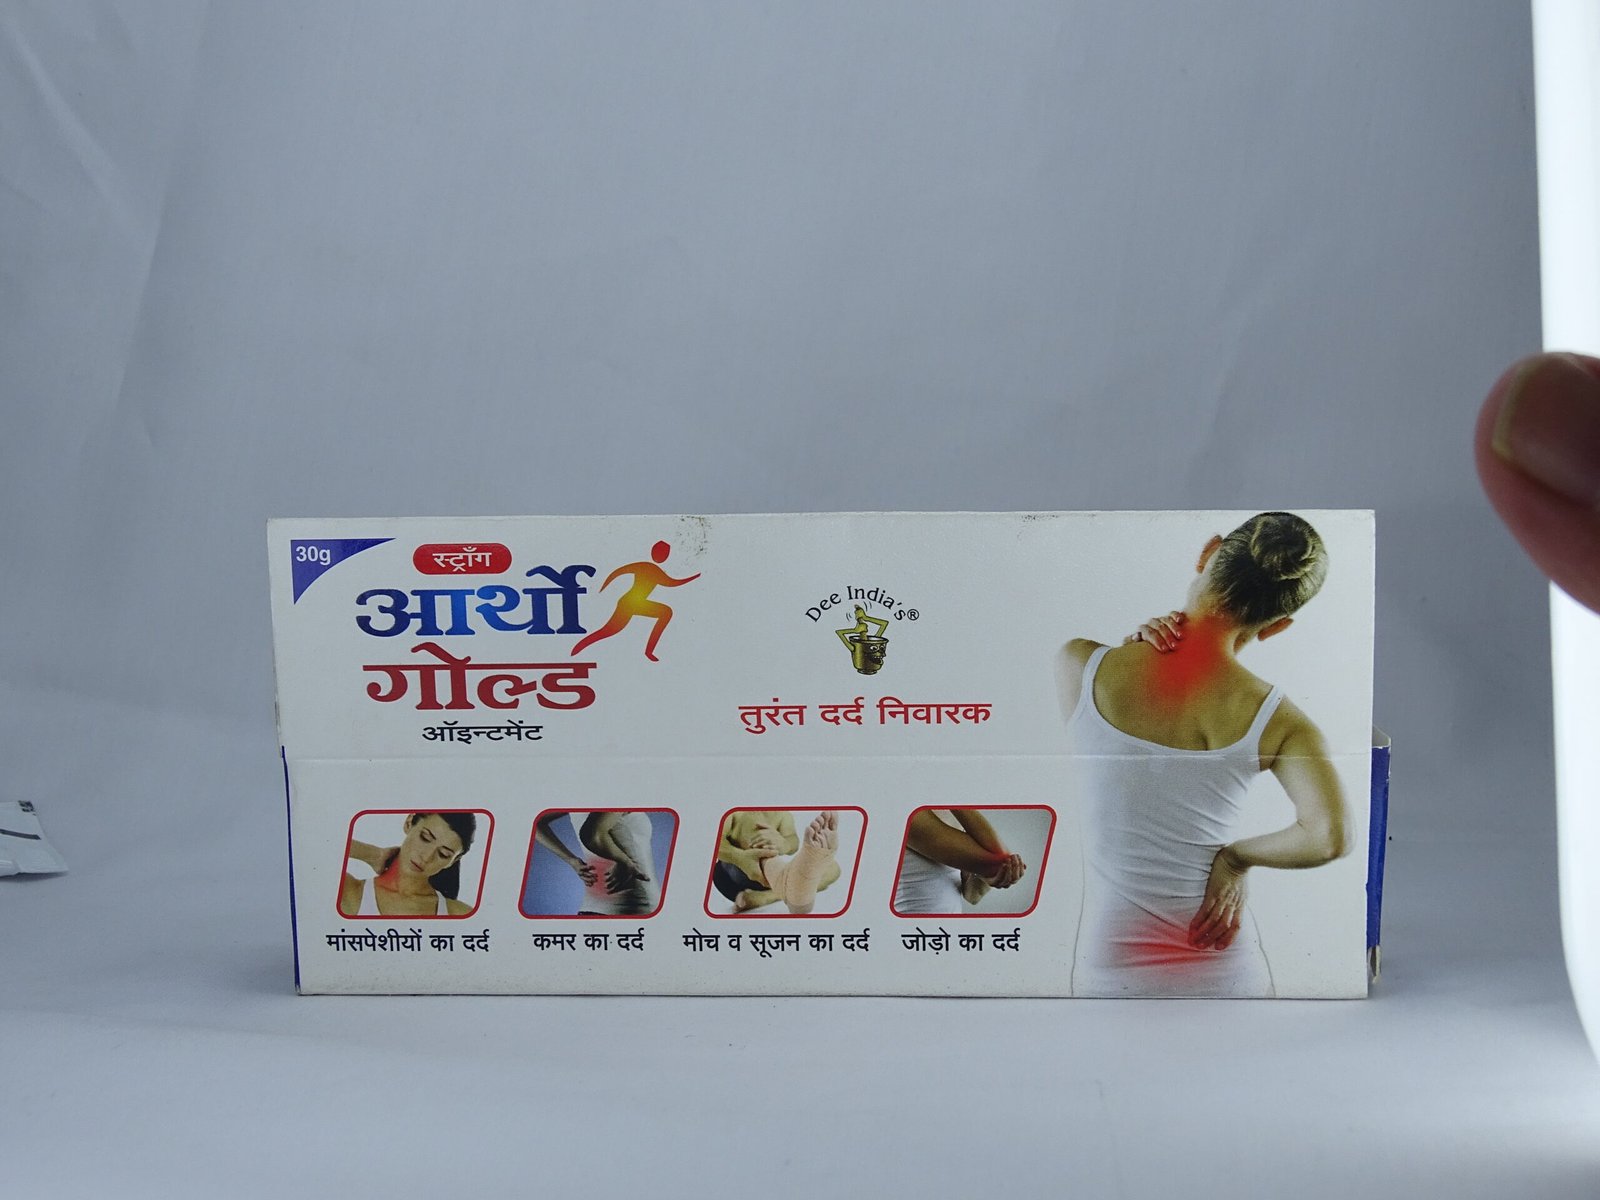 30g
स्ट्राँग
आर्थो
गोल्ड
ऑइन्टमेंट
Dee India's®
तुरंत दर्द निवारक
मांसपेशीयों का दर्द
कमर का दर्द
मोच व सूजन का दर्द
जोड़ो का दर्द